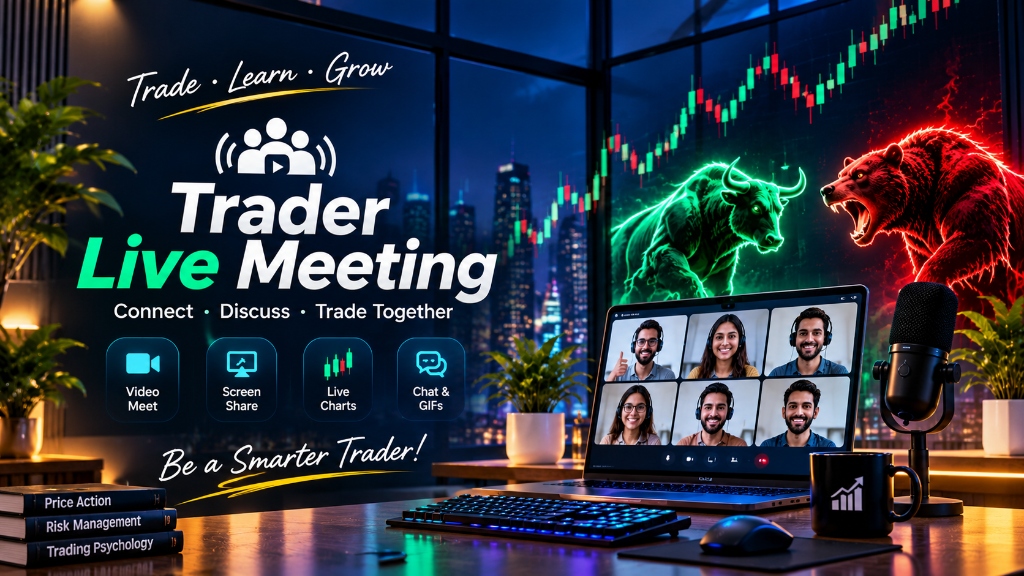 Trade · Learn · Grow
Trader
Live Meeting
Connect · Discuss · Trade Together
Video
Meet
Screen
Share
Live
Charts
Chat &
GIFs
Be a Smarter Trader!
Price Action
Risk Management
Trading Psychology